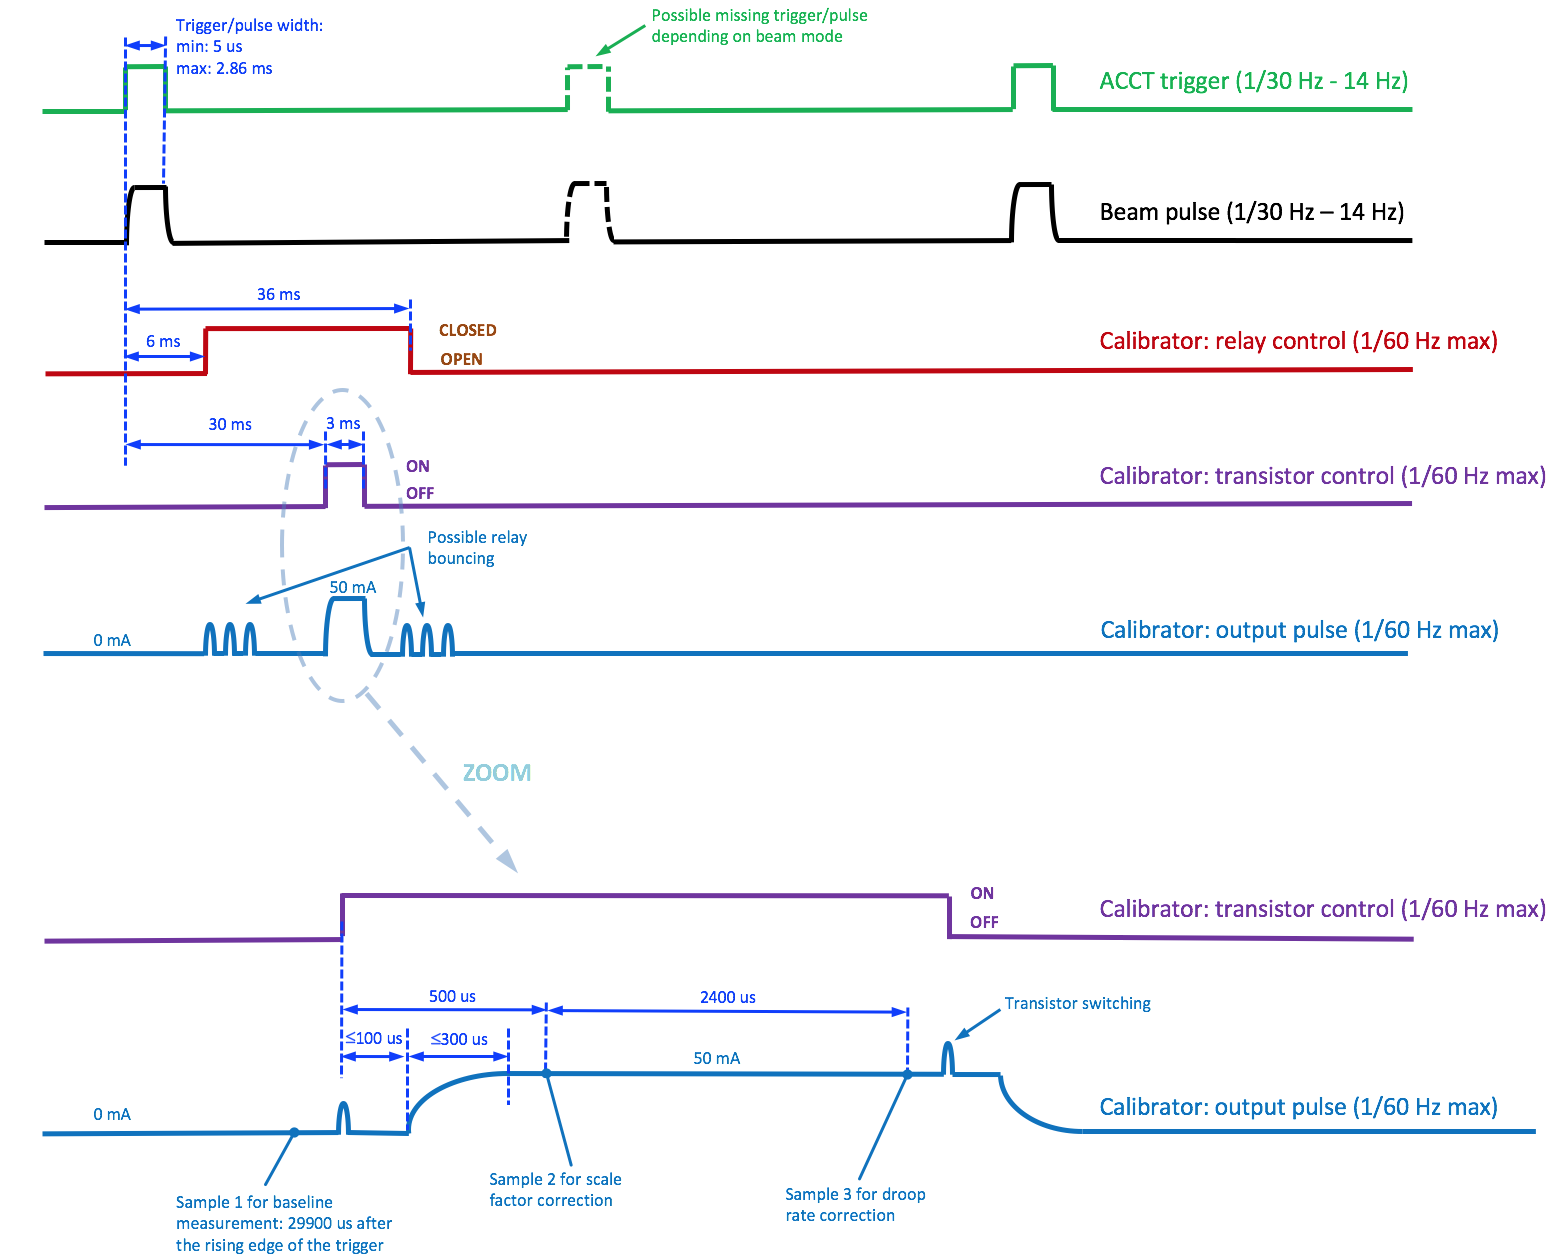 Trigger/pulse width:
min: 5 us
max: 2.86 ms
Possible missing trigger/pulse
depending on beam mode
ACCT trigger (1/30 Hz - 14 Hz)
Beam pulse (1/30 Hz – 14 Hz)
36 ms
6 ms
CLOSED
OPEN
Calibrator: relay control (1/60 Hz max)
30 ms
3 ms
ON
OFF
Calibrator: transistor control (1/60 Hz max)
Possible relay
bouncing
50 mA
0 mA
Calibrator: output pulse (1/60 Hz max)
ZOOM
ON
OFF
Calibrator: transistor control (1/60 Hz max)
500 us
2400 us
Transistor switching
≤100 us
≤300 us
50 mA
0 mA
Calibrator: output pulse (1/60 Hz max)
Sample 1 for baseline
measurement: 29900 us after
the rising edge of the trigger
Sample 2 for scale
factor correction
Sample 3 for droop
rate correction